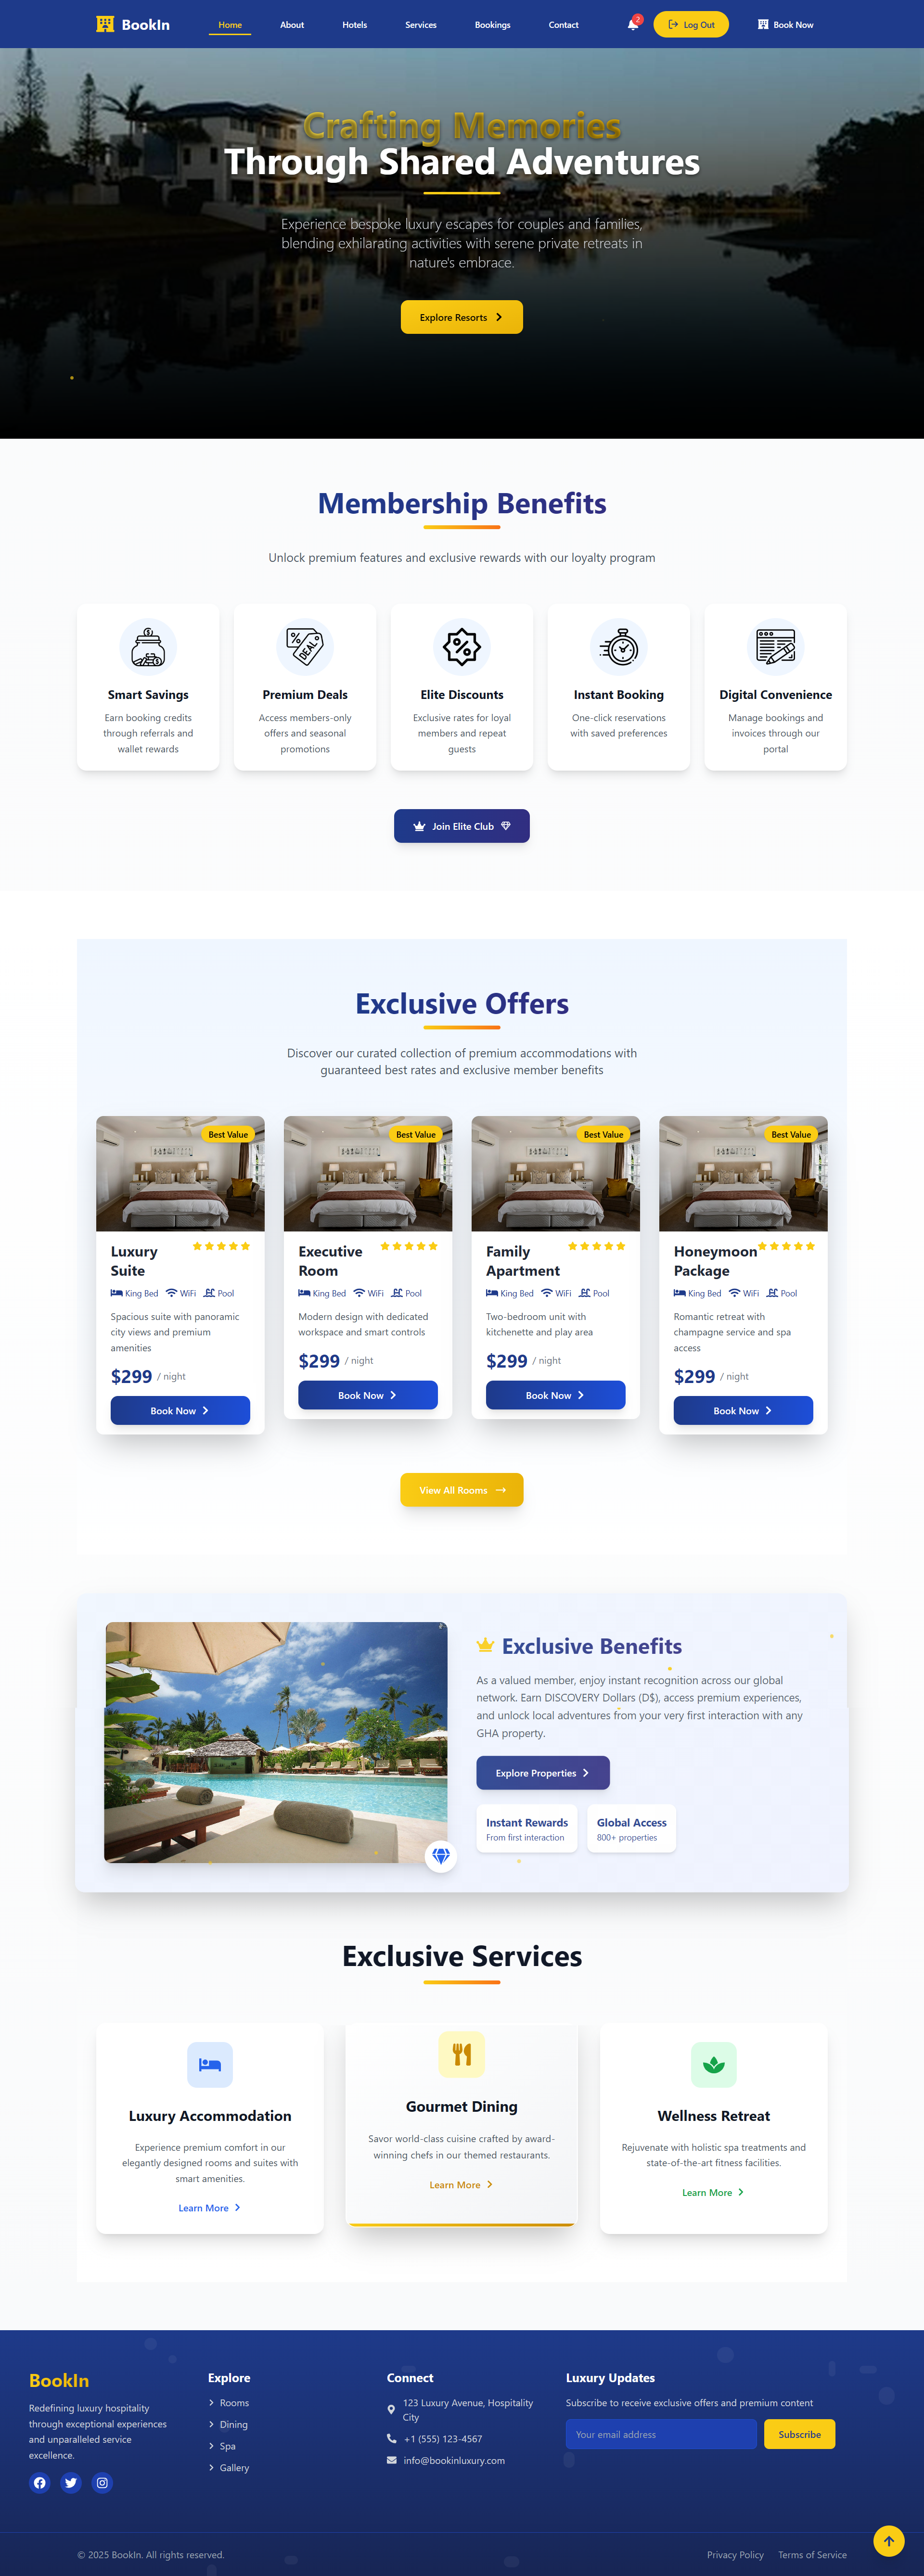 BookIn
Home
About
Hotels
Services
Bookings
Contact
2
Log Out
Book Now
Crafting Memories
Through Shared Adventures
Experience bespoke luxury escapes for couples and families,
blending exhilarating activities with serene private retreats in
nature's embrace.
Explore Resorts
Membership Benefits
Unlock premium features and exclusive rewards with our loyalty program
Smart Savings
Earn booking credits
through referrals and
wallet rewards
DEAL
Premium Deals
Access members-only
offers and seasonal
promotions
Elite Discounts
Exclusive rates for loyal
members and repeat
guests
Instant Booking
One-click reservations
with saved preferences
Digital Convenience
Manage bookings and
invoices through our
portal
Join Elite Club
Exclusive Offers
Discover our curated collection of premium accommodations with
guaranteed best rates and exclusive member benefits
Best Value
Luxury
Suite
King Bed WiFi Pool
Spacious suite with panoramic
city views and premium
amenities
$299 / night
Book Now
Best Value
Executive
Room
King Bed WiFi Pool
Modern design with dedicated
workspace and smart controls
$299 / night
Book Now
Best Value
Family
Apartment
King Bed WiFi Pool
Two-bedroom unit with
kitchenette and play area
$299 / night
Book Now
Best Value
Honeymoon
Package
King Bed WiFi Pool
Romantic retreat with
champagne service and spa
access
$299 / night
Book Now
View All Rooms
Exclusive Benefits
As a valued member, enjoy instant recognition across our global
network. Earn DISCOVERY Dollars (D$), access premium experiences,
and unlock local adventures from your very first interaction with any
GHA property.
Explore Properties
Instant Rewards
From first interaction
Global Access
800+ properties
Exclusive Services
Luxury Accommodation
Experience premium comfort in our
elegantly designed rooms and suites with
smart amenities.
Learn More
Gourmet Dining
Savor world-class cuisine crafted by award-
winning chefs in our themed restaurants.
Learn More
Wellness Retreat
Rejuvenate with holistic spa treatments and
state-of-the-art fitness facilities.
Learn More
BookIn
Redefining luxury hospitality
through exceptional experiences
and unparalleled service
excellence.
Explore
Rooms
Dining
Spa
Gallery
Connect
123 Luxury Avenue, Hospitality
City
+1 (555) 123-4567
info@bookinluxury.com
Luxury Updates
Subscribe to receive exclusive offers and premium content
Your email address
Subscribe
© 2025 BookIn. All rights reserved.
Privacy Policy
Terms of Service